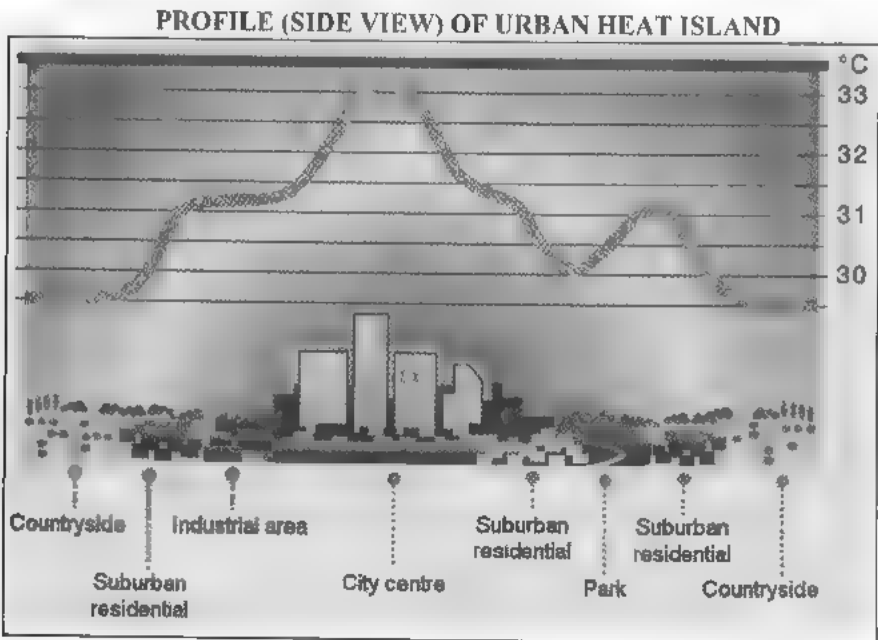 PROFILE (SIDE VIEW) OF URBAN HEAT ISLAND
°C
33
32
31
30
Countryside
Industrial area
Suburban
residential
Suburban
residential
Suburban
residential
City centre
Park
Countryside